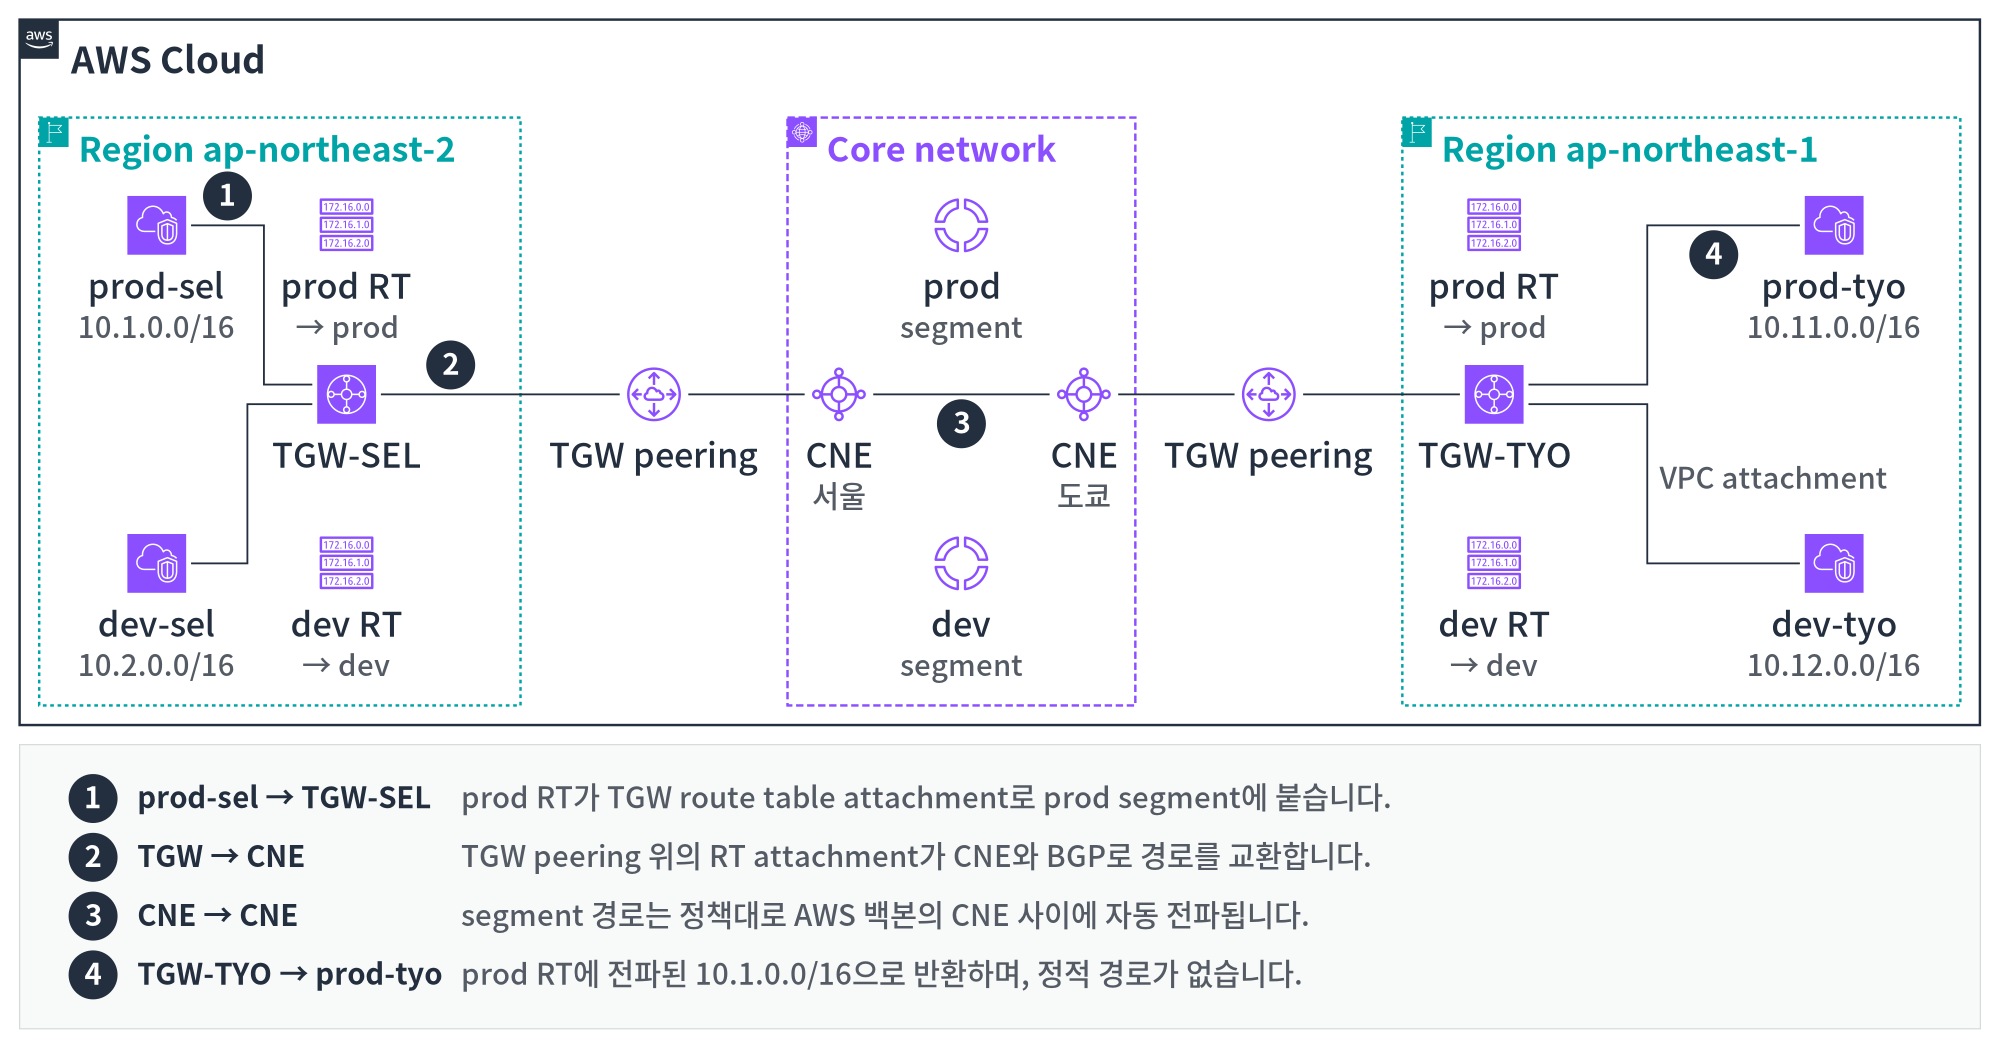 aws
AWS Cloud
Region ap-northeast-2
Core network
Region ap-northeast-1
1
172.16.0.0
172.16.1.0
172.16.2.0
172.16.0.0
172.16.1.0
172.16.2.0
4
prod-sel
prod RT
prod
prod RT
prod-tyo
10.1.0.0/16
→ prod
segment
→ prod
10.11.0.0/16
2
3
TGW-SEL
TGW peering
CNE
CNE
TGW peering
TGW-TYO
서울
도쿄
VPC attachment
172.16.0.0
172.16.1.0
172.16.2.0
172.16.0.0
172.16.1.0
172.16.2.0
dev-sel
dev RT
dev
dev RT
dev-tyo
10.2.0.0/16
→ dev
segment
→ dev
10.12.0.0/16
1 prod-sel → TGW-SEL prod RT가 TGW route table attachment로 prod segment에 붙습니다.
2 TGW → CNE TGW peering 위의 RT attachment가 CNE와 BGP로 경로를 교환합니다.
3 CNE → CNE segment 경로는 정책대로 AWS 백본의 CNE 사이에 자동 전파됩니다.
4 TGW-TYO → prod-tyo prod RT에 전파된 10.1.0.0/16으로 반환하며, 정적 경로가 없습니다.